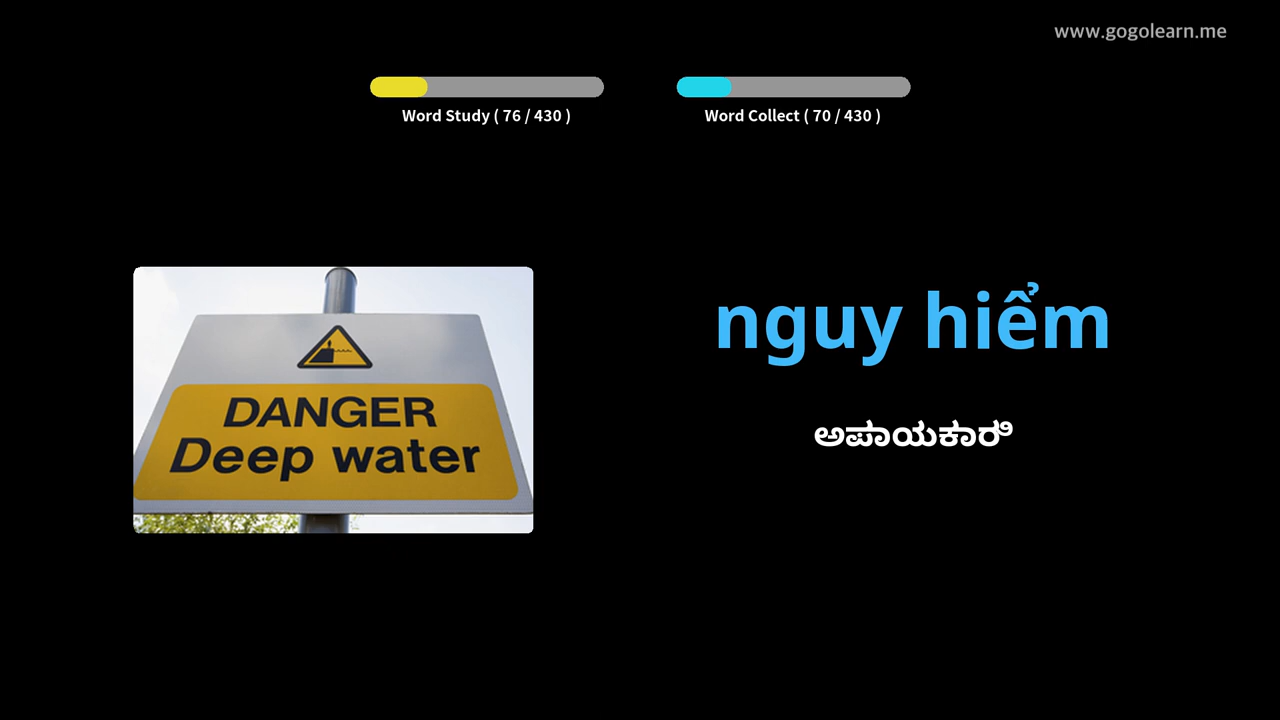 www.gogolearn.me
Word Study ( 76 / 430 )
Word Collect ( 70 / 430 )
DANGER
Deep water
nguy hiểm
ಅಪಾಯಕಾರಿ